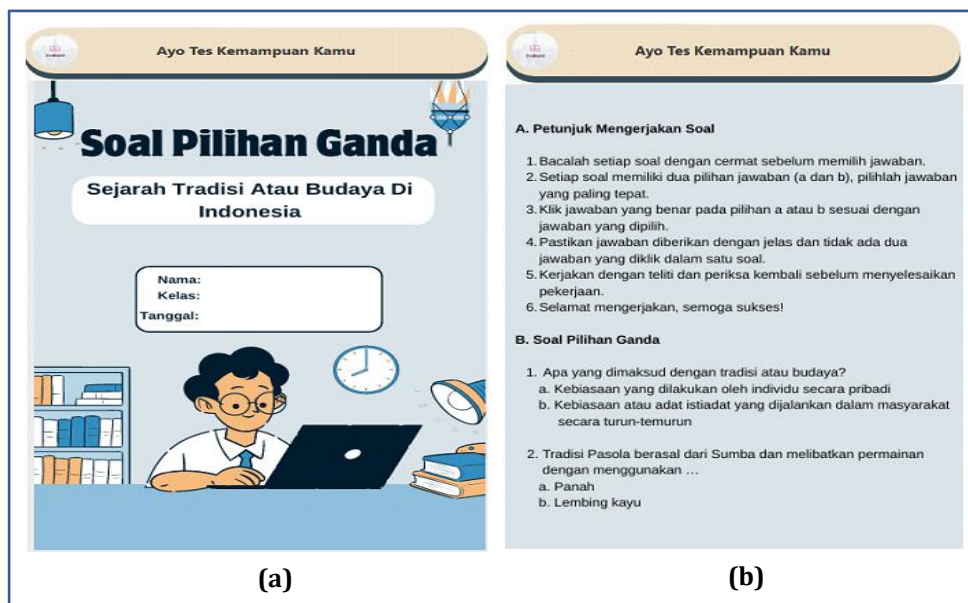 Ayo Tes Kemampuan Kamu
Soal Pilihan Ganda
Sejarah Tradisi Atau Budaya Di
Indonesia
Nama:
Kelas:
Tanggal:
(a)
Ayo Tes Kemampuan Kamu
A. Petunjuk Mengerjakan Soal
1. Bacalah setiap soal dengan cermat sebelum memilih jawaban.
2. Setiap soal memiliki dua pilihan jawaban (a dan b), pilihlah jawaban
yang paling tepat.
3. Klik jawaban yang benar pada pilihan a atau b sesuai dengan
jawaban yang dipilih.
4. Pastikan jawaban diberikan dengan jelas dan tidak ada dua
jawaban yang diklik dalam satu soal.
5. Kerjakan dengan teliti dan periksa kembali sebelum menyelesaikan
pekerjaan.
6. Selamat mengerjakan, semoga sukses!
B. Soal Pilihan Ganda
1. Apa yang dimaksud dengan tradisi atau budaya?
a. Kebiasaan yang dilakukan oleh individu secara pribadi
b. Kebiasaan atau adat istiadat yang dijalankan dalam masyarakat
secara turun-temurun
2. Tradisi Pasola berasal dari Sumba dan melibatkan permainan
dengan menggunakan …
a. Panah
b. Lembing kayu
(b)